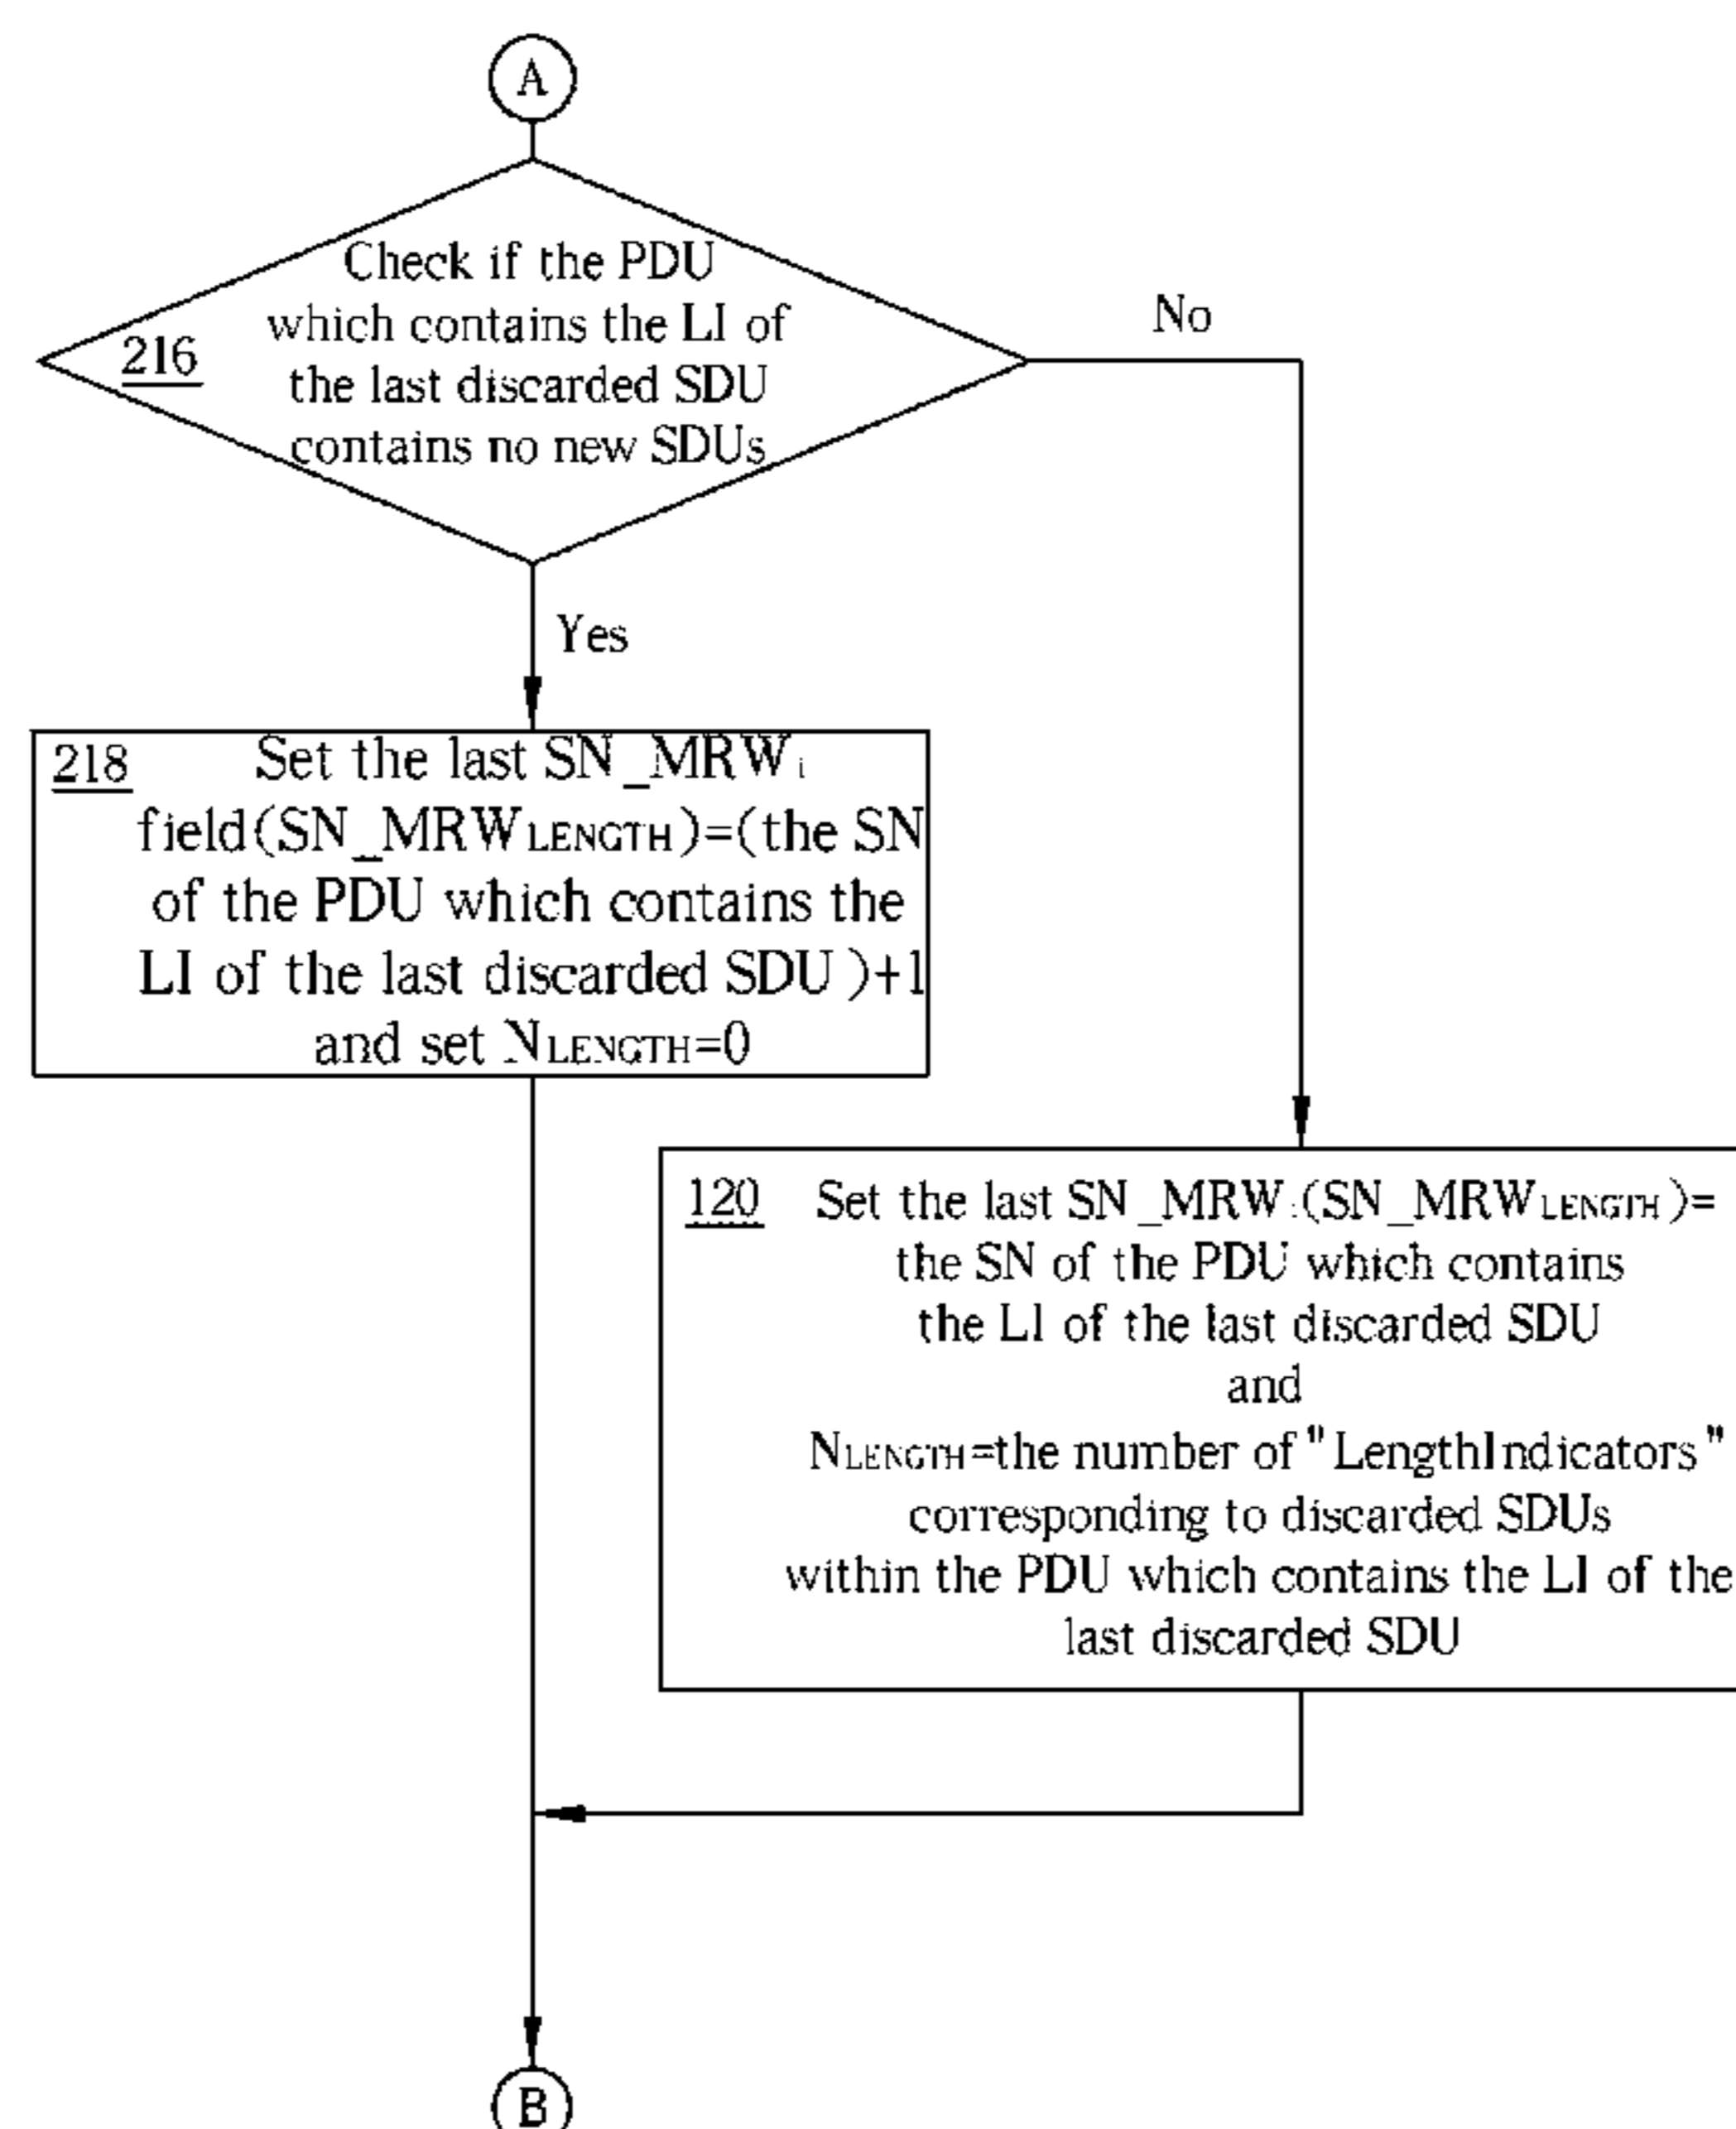 A
Check if the PDU
which contains the LI of
216
the last discarded SDU
contains no new SDUs
No
Yes
218 Set the last SN_MRWi
field(SN_MRWLENGTH)=(the SN
of the PDU which contains the
LI of the last discarded SDU )+1
and set NLENGTH=0
120 Set the last SN_MRWi(SN_MRWLENGTH)=
the SN of the PDU which contains
the LI of the last discarded SDU
and
NLENGTH=the number of "LengthIndicators"
corresponding to discarded SDUs
within the PDU which contains the LI of the
last discarded SDU
B